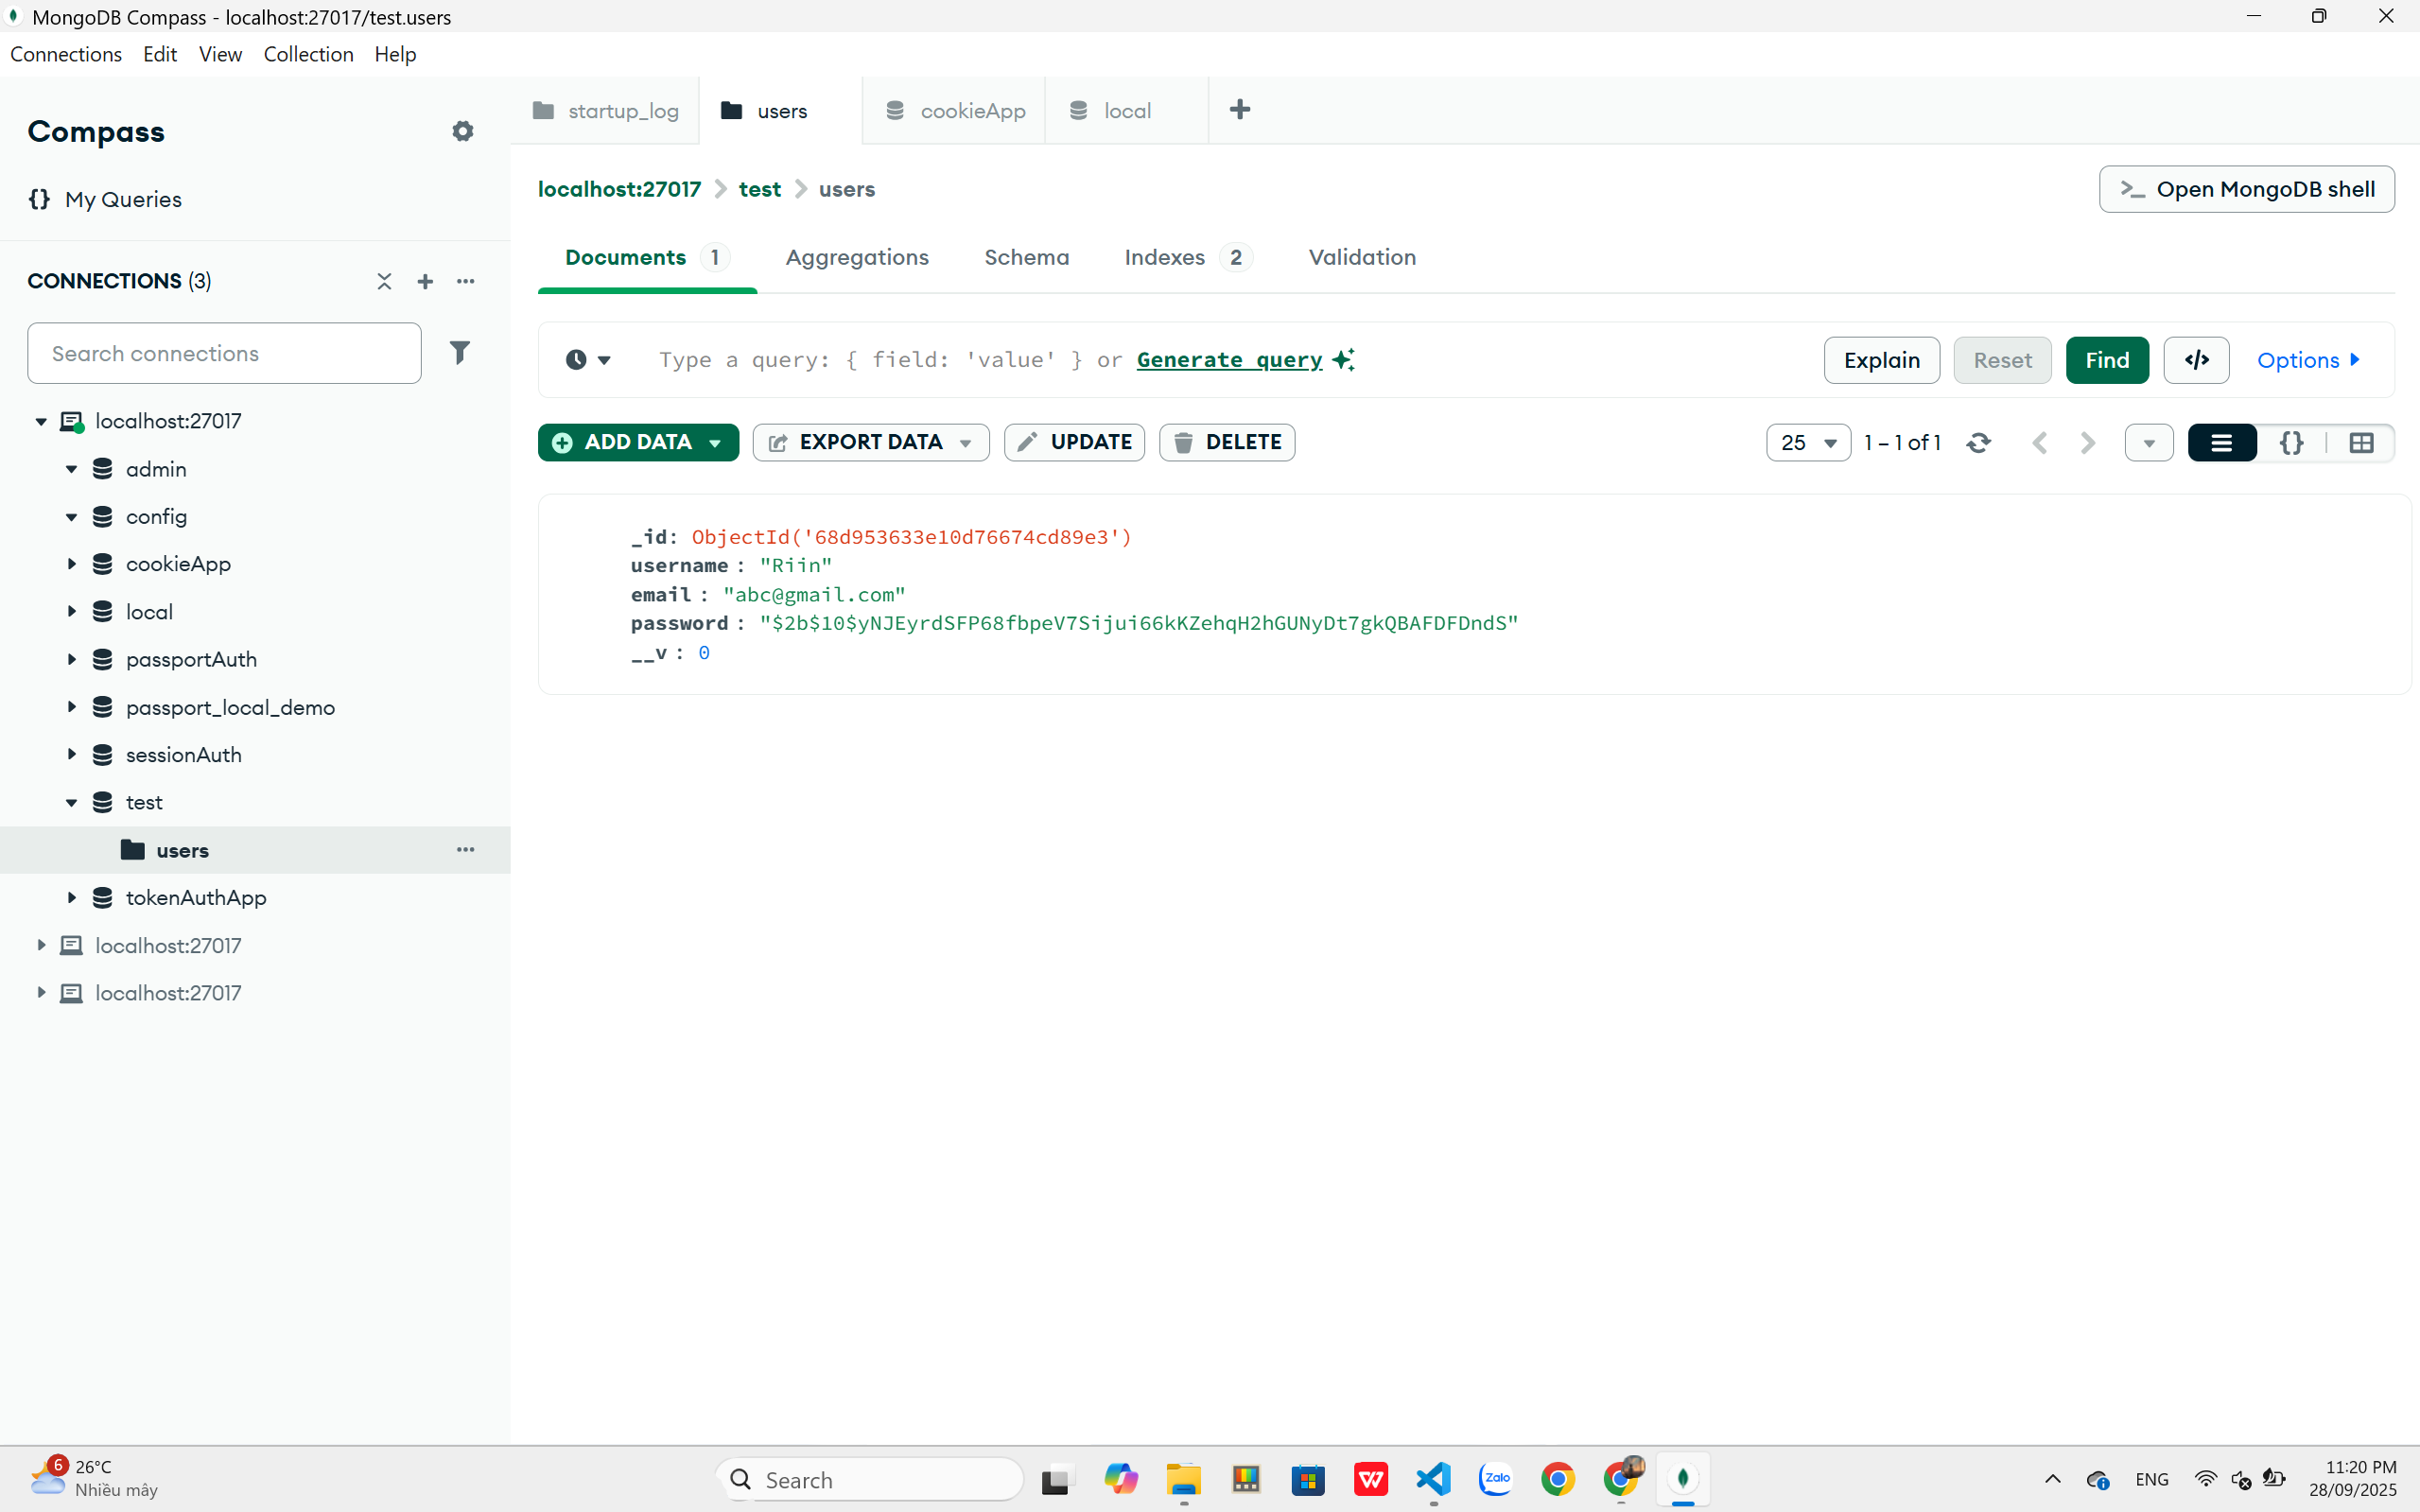 MongoDB Compass - localhost:27017/test.users
Connections Edit View Collection Help
Compass
My Queries
CONNECTIONS (3)
Search connections
localhost:27017
admin
config
cookieApp
local
passportAuth
passport_local_demo
sessionAuth
test
users
tokenAuthApp
localhost:27017
localhost:27017
startup_log users cookieApp local
localhost:27017 > test > users
>_ Open MongoDB shell
Documents 1 Aggregations Schema Indexes 2 Validation
Type a query: { field: 'value' } or Generate query
Explain Reset Find </> Options
ADD DATA EXPORT DATA UPDATE DELETE
25 1 – 1 of 1 {}
_id: ObjectId('68d953633e10d76674cd89e3')
username : "Riin"
email : "abc@gmail.com"
password : "$2b$10$yNJEyrdSFP68fbpeV7Sijui66kKZehqH2hGUNyDt7gkQBAFDFDndS"
__v : 0
6
26°C
Nhiều mây
Search
Zalo
ENG
11:20 PM
28/09/2025